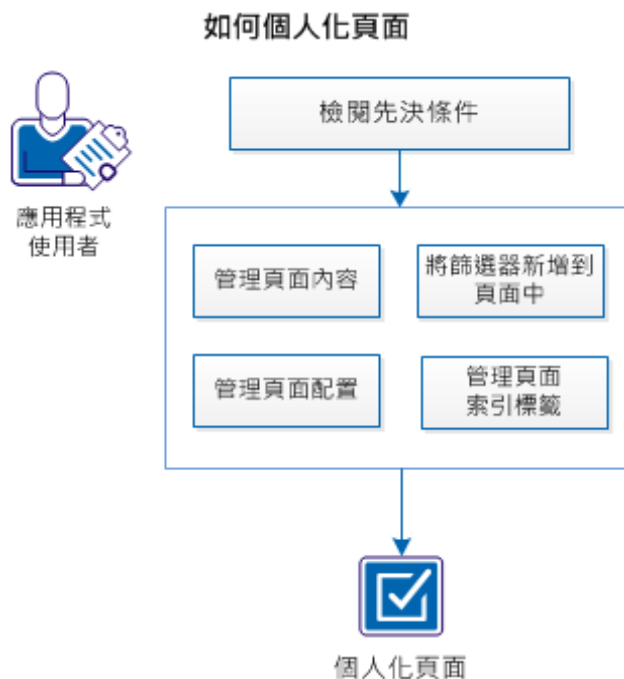 如何個人化頁面
檢閱先決條件
應用程式
使用者
管理頁面內容
將篩選器新增到
頁面中
管理頁面配置
管理頁面
索引標籤
個人化頁面